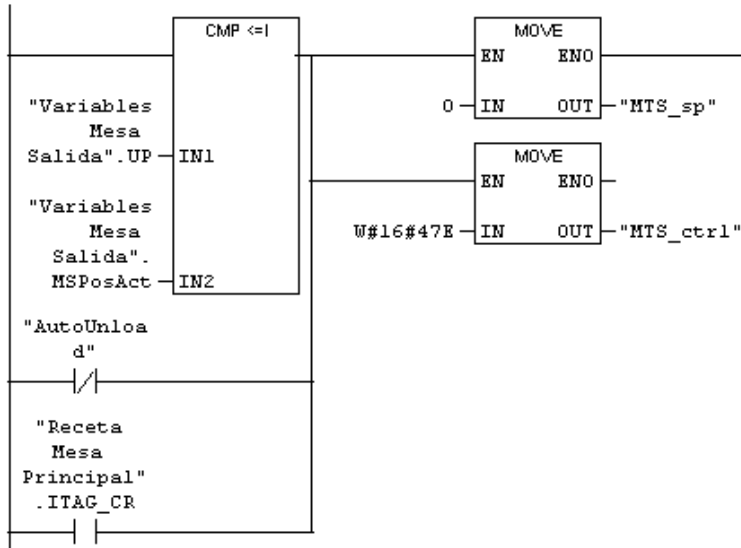 CMP <=I
MOVE
EN ENO
"Variables
Mesa
Salida".UP
IN1
0
IN OUT
"MTS_sp"
MOVE
EN ENO
"Variables
Mesa
Salida".
MSPosAct
IN2
W#16#47E
IN OUT
"MTS_ctrl"
"AutoUnloa
d"
"Receta
Mesa
Principal"
.ITAG_CR